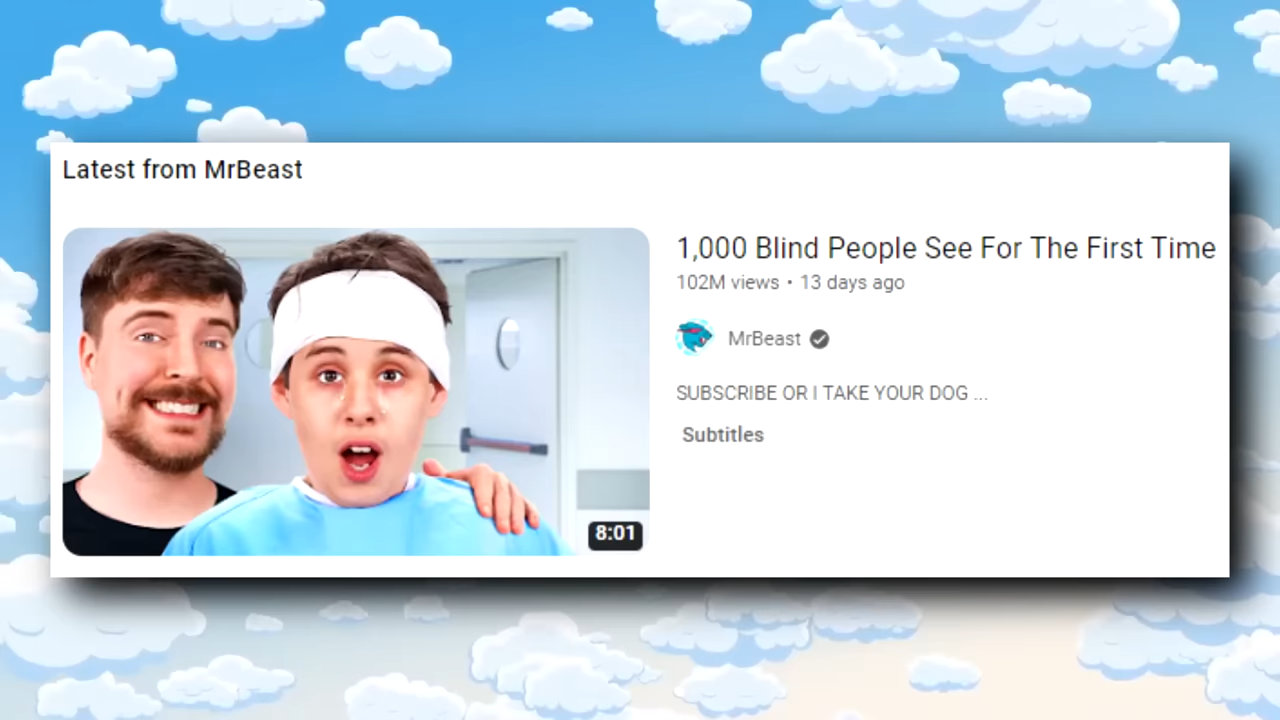 Latest from MrBeast
1,000 Blind People See For The First Time
102M views • 13 days ago
MrBeast
SUBSCRIBE OR I TAKE YOUR DOG ...
Subtitles
8:01